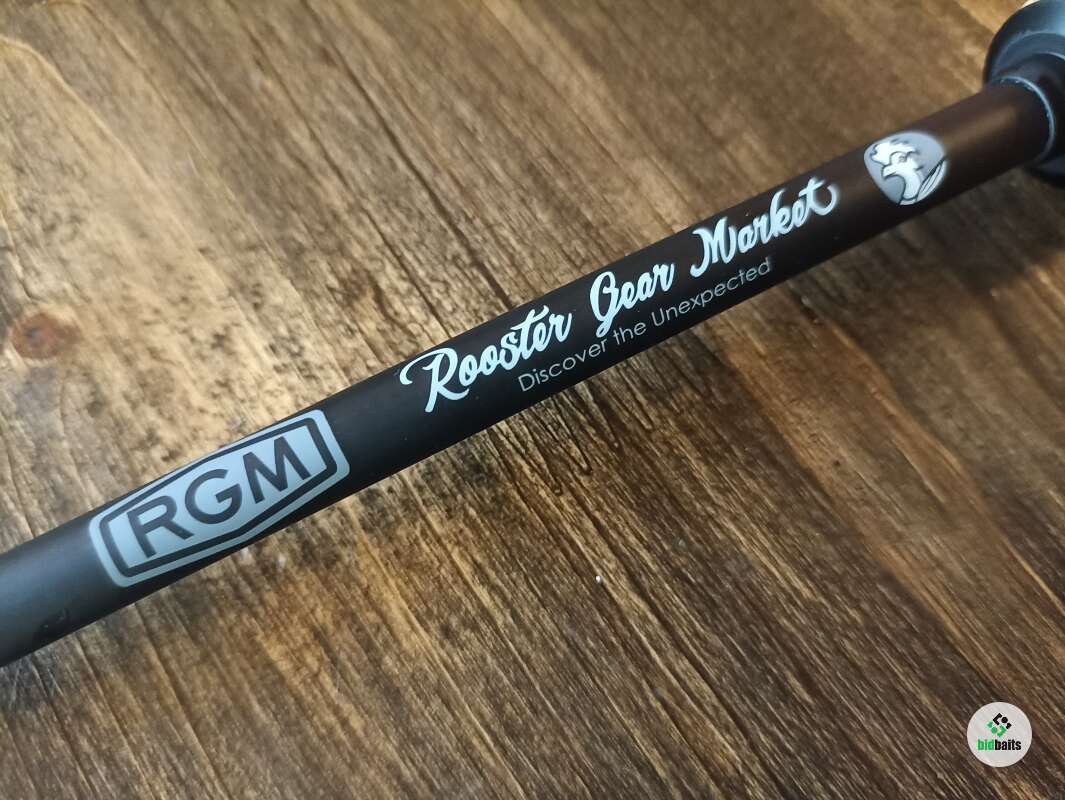 RGM
Rooster Gear Market
Discover the Unexpected
bidbaits